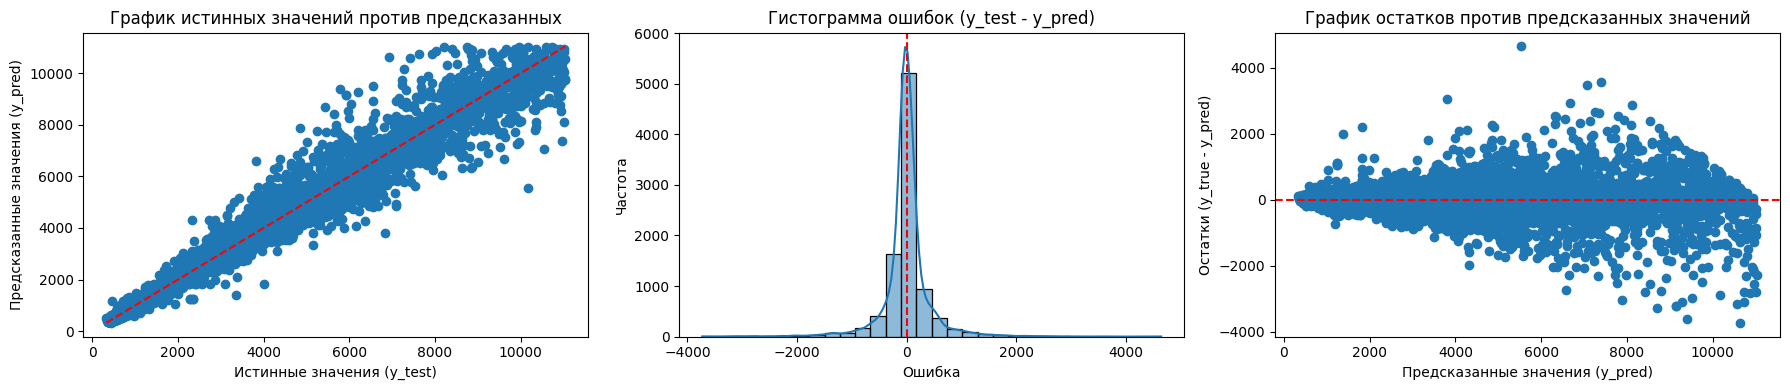 График истинных значений против предсказанных
10000
8000
6000
4000
2000
0
Предсказанные значения (y_pred)
0 2000 4000 6000 8000 10000
Истинные значения (y_test)
Гистограмма ошибок (y_test - y_pred)
6000
5000
4000
3000
2000
1000
0
Частота
−4000 −2000 0 2000 4000
Ошибка
График остатков против предсказанных значений
4000
2000
0
−2000
−4000
Остатки (y_true - y_pred)
0 2000 4000 6000 8000 10000
Предсказанные значения (y_pred)